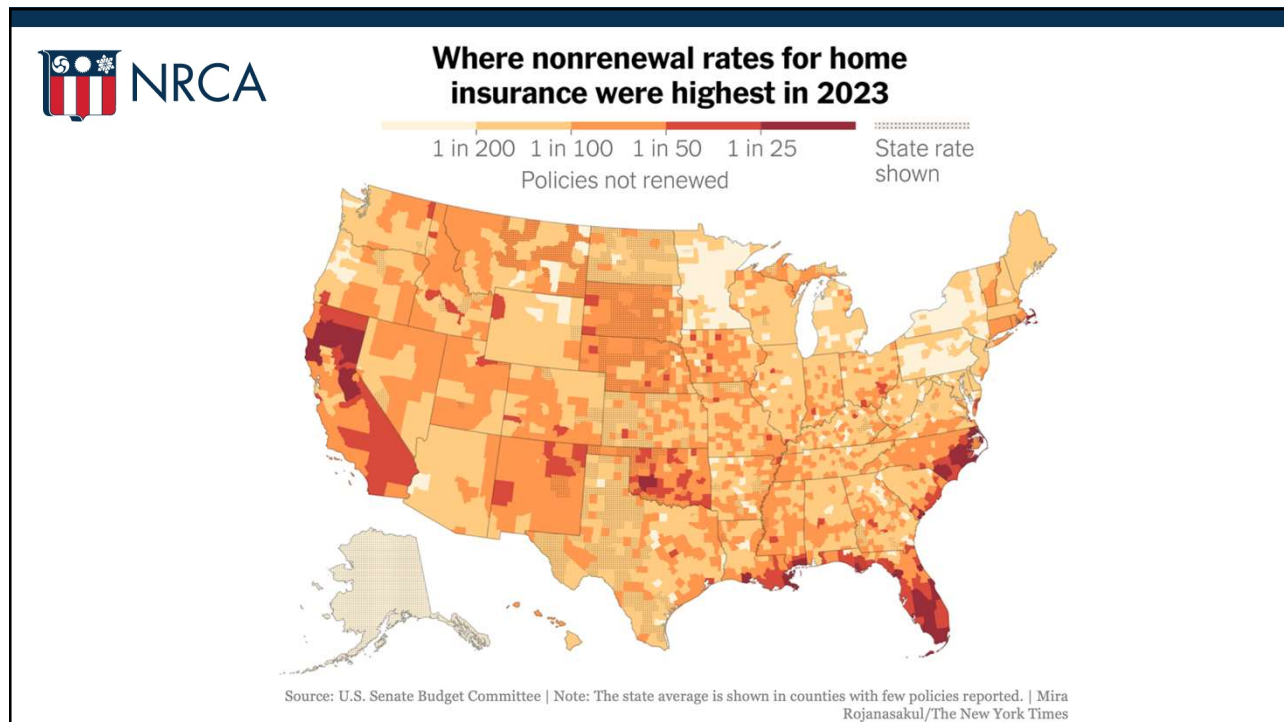 NRCA
Where nonrenewal rates for home
insurance were highest in 2023
1 in 200 1 in 100 1 in 50 1 in 25
Policies not renewed
State rate
shown
Source: U.S. Senate Budget Committee | Note: The state average is shown in counties with few policies reported. | Mira
Rojanasakul/The New York Times